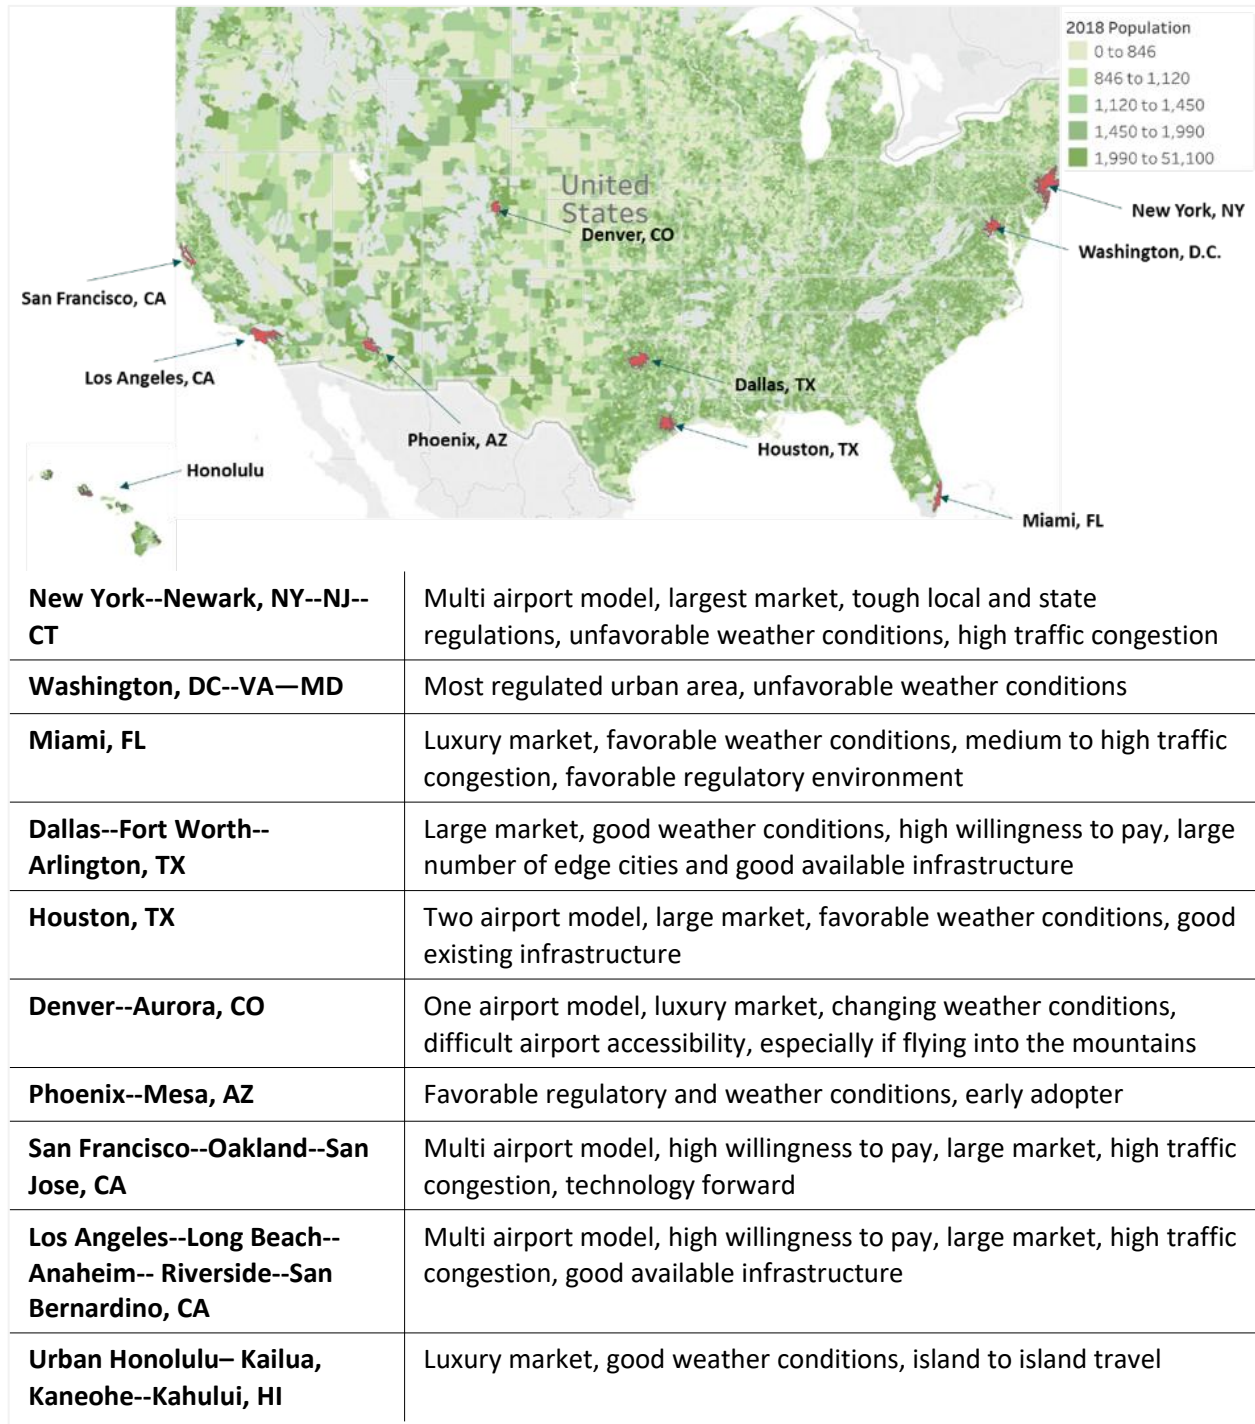 2018 Population
0 to 846
846 to 1,120
1,120 to 1,450
1,450 to 1,990
1,990 to 51,100
United
States
Denver, CO
New York, NY
Washington, D.C.
San Francisco, CA
Los Angeles, CA
Phoenix, AZ
Dallas, TX
Houston, TX
Honolulu
Miami, FL
New York--Newark, NY--NJ--
CT
Multi airport model, largest market, tough local and state
regulations, unfavorable weather conditions, high traffic congestion
Washington, DC--VA—MD
Most regulated urban area, unfavorable weather conditions
Miami, FL
Luxury market, favorable weather conditions, medium to high traffic
congestion, favorable regulatory environment
Dallas--Fort Worth--
Arlington, TX
Large market, good weather conditions, high willingness to pay, large
number of edge cities and good available infrastructure
Houston, TX
Two airport model, large market, favorable weather conditions, good
existing infrastructure
Denver--Aurora, CO
One airport model, luxury market, changing weather conditions,
difficult airport accessibility, especially if flying into the mountains
Phoenix--Mesa, AZ
Favorable regulatory and weather conditions, early adopter
San Francisco--Oakland--San
Jose, CA
Multi airport model, high willingness to pay, large market, high traffic
congestion, technology forward
Los Angeles--Long Beach--
Anaheim-- Riverside--San
Bernardino, CA
Multi airport model, high willingness to pay, large market, high traffic
congestion, good available infrastructure
Urban Honolulu– Kailua,
Kaneohe--Kahului, HI
Luxury market, good weather conditions, island to island travel